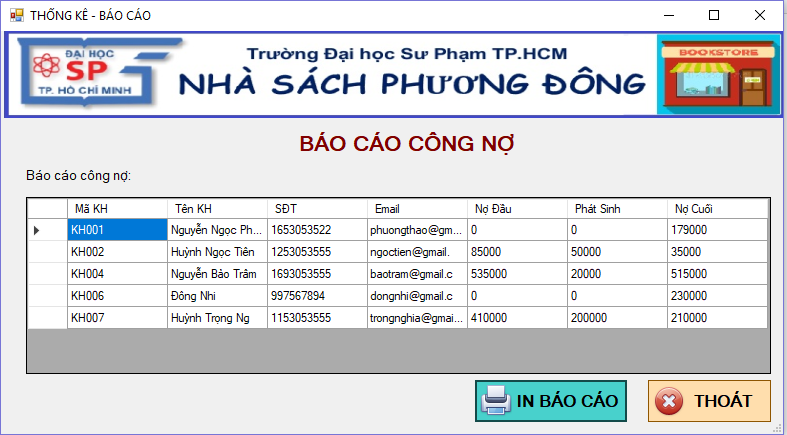 THỐNG KÊ - BÁO CÁO
ĐẠI HỌC
SP
TP. HỒ CHÍ MINH
Trường Đại học Sư Phạm TP.HCM
NHÀ SÁCH PHƯƠNG ĐÔNG
BOOKSTORE
BÁO CÁO CÔNG NỢ
Báo cáo công nợ:
Mã KH Tên KH SĐT Email Nợ Đầu Phát Sinh Nợ Cuối
KH001 Nguyễn Ngọc Ph... 1653053522 phuongthao@gm... 0 0 179000
KH002 Huỳnh Ngọc Tiên 1253053555 ngoctien@gmail. 85000 50000 35000
KH004 Nguyễn Bảo Trâm 1693053555 baotram@gmail.c 535000 20000 515000
KH006 Đông Nhi 997567894 dongnhi@gmail.c 0 0 230000
KH007 Huỳnh Trọng Ng 1153053555 trongnghia@gmai... 410000 200000 210000
IN BÁO CÁO THOÁT